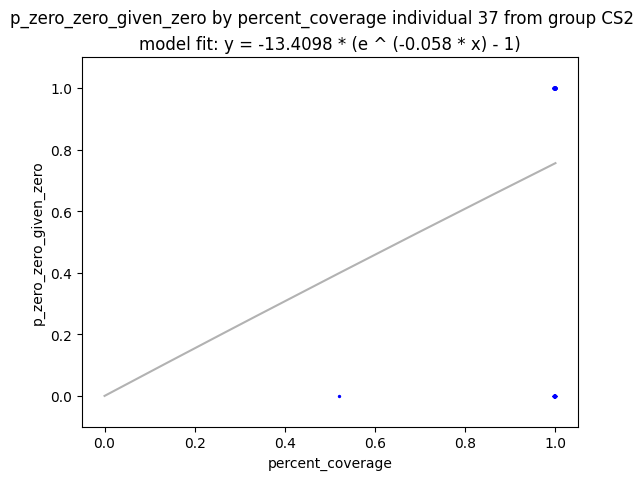 p_zero_zero_given_zero by percent_coverage individual 37 from group CS2
model fit: y = -13.4098 * (e ^ (-0.058 * x) - 1)
1.0
0.8
0.6
0.4
0.2
0.0
p_zero_zero_given_zero
0.0 0.2 0.4 0.6 0.8 1.0
percent_coverage